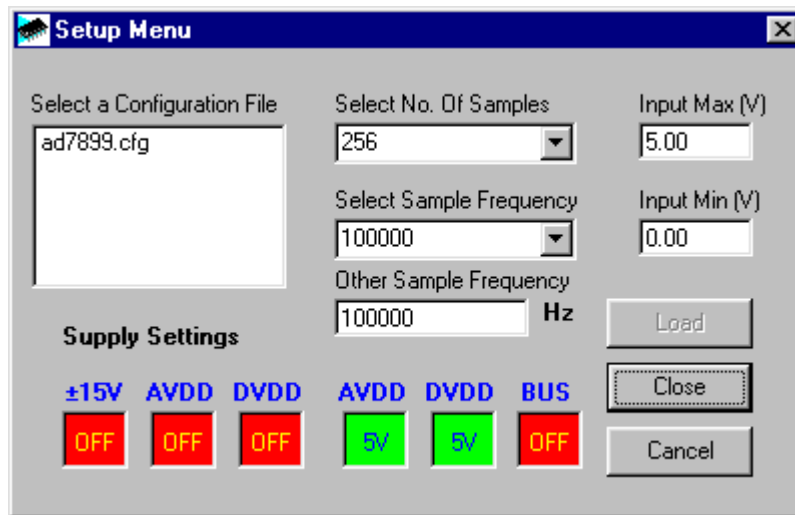 Setup Menu
Select a Configuration File
ad7899.cfg
Select No. Of Samples
256
Input Max (V)
5.00
Select Sample Frequency
100000
Input Min (V)
0.00
Other Sample Frequency
100000 Hz
Load
Supply Settings
Close
±15V AVDD DVDD AVDD DVDD BUS
OFF OFF OFF 5V 5V OFF
Cancel